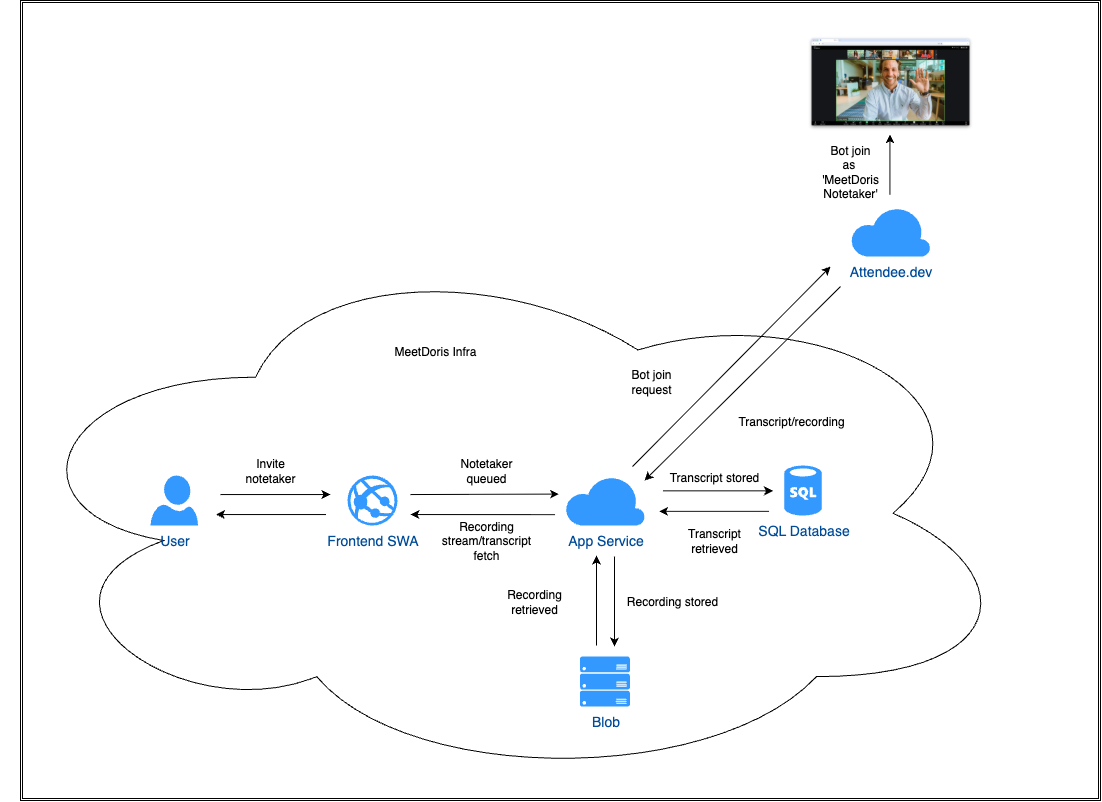 Bot join
as
'MeetDoris
Notetaker'
Attendee.dev
MeetDoris Infra
Bot join
request
Transcript/recording
Invite
notetaker
Notetaker
queued
Transcript stored
SQL
User
Frontend SWA
Recording
stream/transcript
fetch
App Service
Transcript
retrieved
SQL Database
Recording
retrieved
Recording stored
Blob